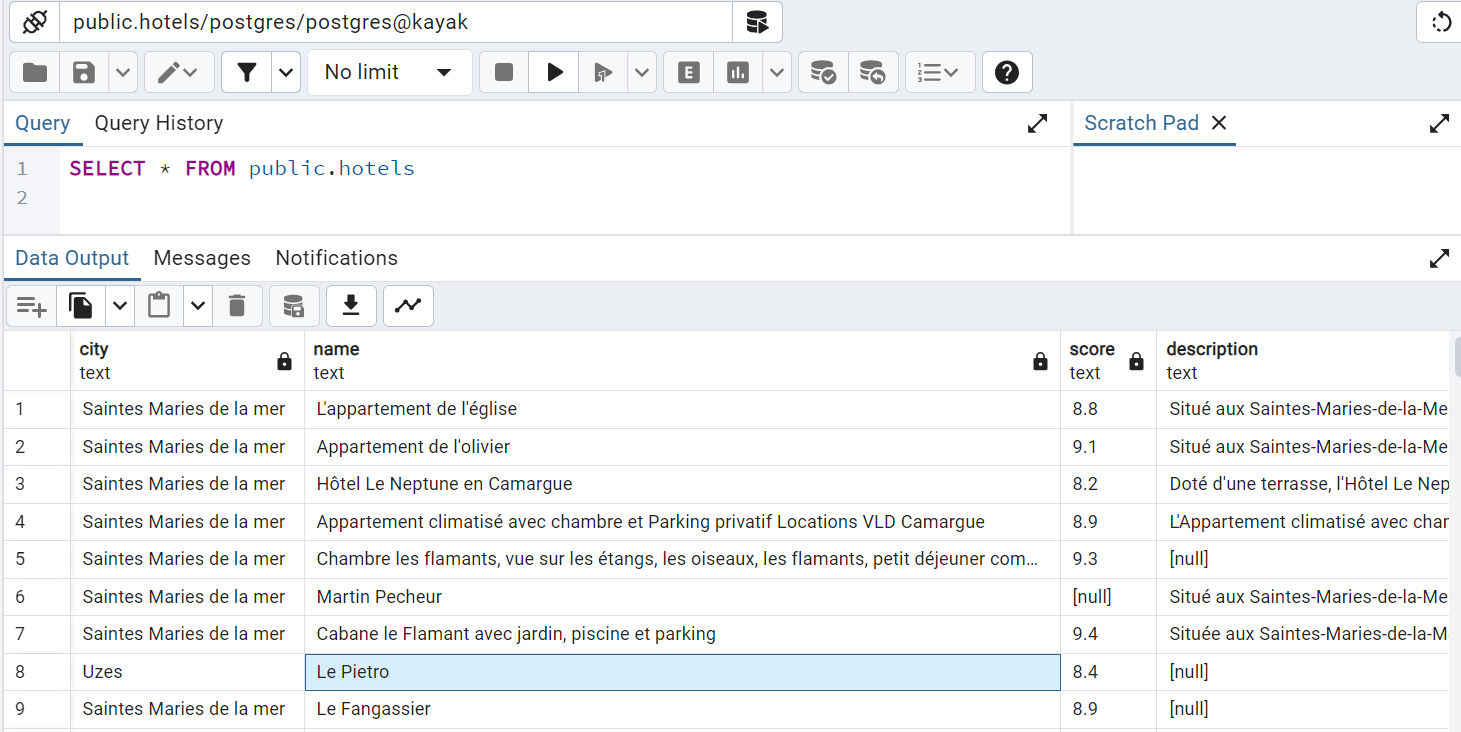 public.hotels/postgres/postgres@kayak
No limit
E
Query Query History
Scratch Pad
1 SELECT * FROM public.hotels
2
Data Output Messages Notifications
city name score description
text text text text
1 Saintes Maries de la mer L'appartement de l'église 8.8 Situé aux Saintes-Maries-de-la-Me
2 Saintes Maries de la mer Appartement de l'olivier 9.1 Situé aux Saintes-Maries-de-la-Me
3 Saintes Maries de la mer Hôtel Le Neptune en Camargue 8.2 Doté d'une terrasse, l'Hôtel Le Nep
4 Saintes Maries de la mer Appartement climatisé avec chambre et Parking privatif Locations VLD Camargue 8.9 L'Appartement climatisé avec char
5 Saintes Maries de la mer Chambre les flamants, vue sur les étangs, les oiseaux, les flamants, petit déjeuner com... 9.3 [null]
6 Saintes Maries de la mer Martin Pecheur [null] Situé aux Saintes-Maries-de-la-Me
7 Saintes Maries de la mer Cabane le Flamant avec jardin, piscine et parking 9.4 Située aux Saintes-Maries-de-la-M
8 Uzes Le Pietro 8.4 [null]
9 Saintes Maries de la mer Le Fangassier 8.9 [null]